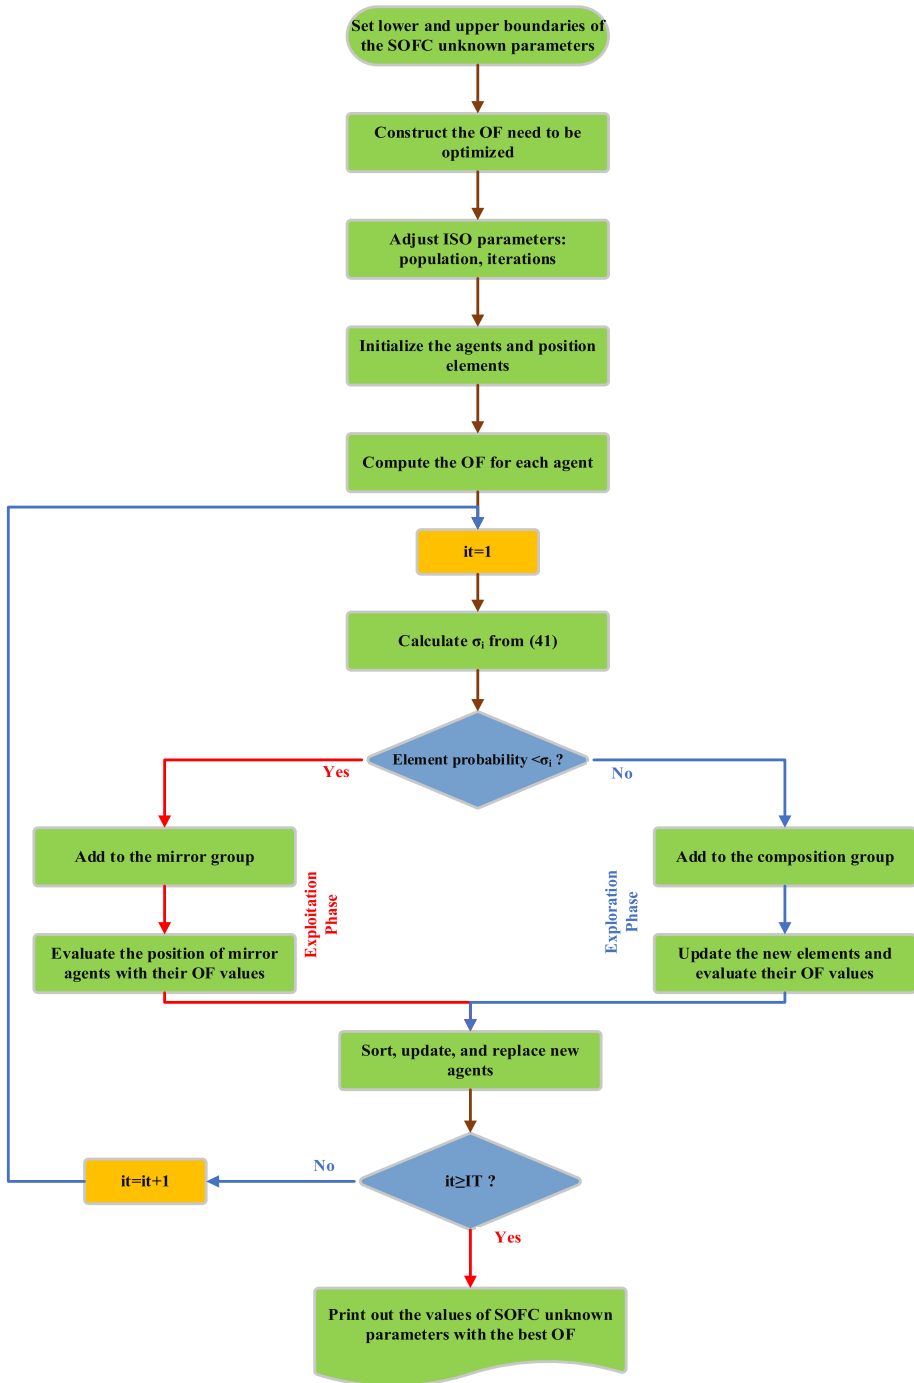 Set lower and upper boundaries of
the SOFC unknown parameters
Construct the OF need to be
optimized
Adjust ISO parameters:
population, iterations
Initialize the agents and position
elements
Compute the OF for each agent
it=1
Calculate σᵢ from (41)
Element probability <σᵢ ?
Yes
No
Add to the mirror group
Add to the composition group
Exploitation
Phase
Exploration
Phase
Evaluate the position of mirror
agents with their OF values
Update the new elements and
evaluate their OF values
Sort, update, and replace new
agents
No
it=it+1
it≥IT ?
Yes
Print out the values of SOFC unknown
parameters with the best OF